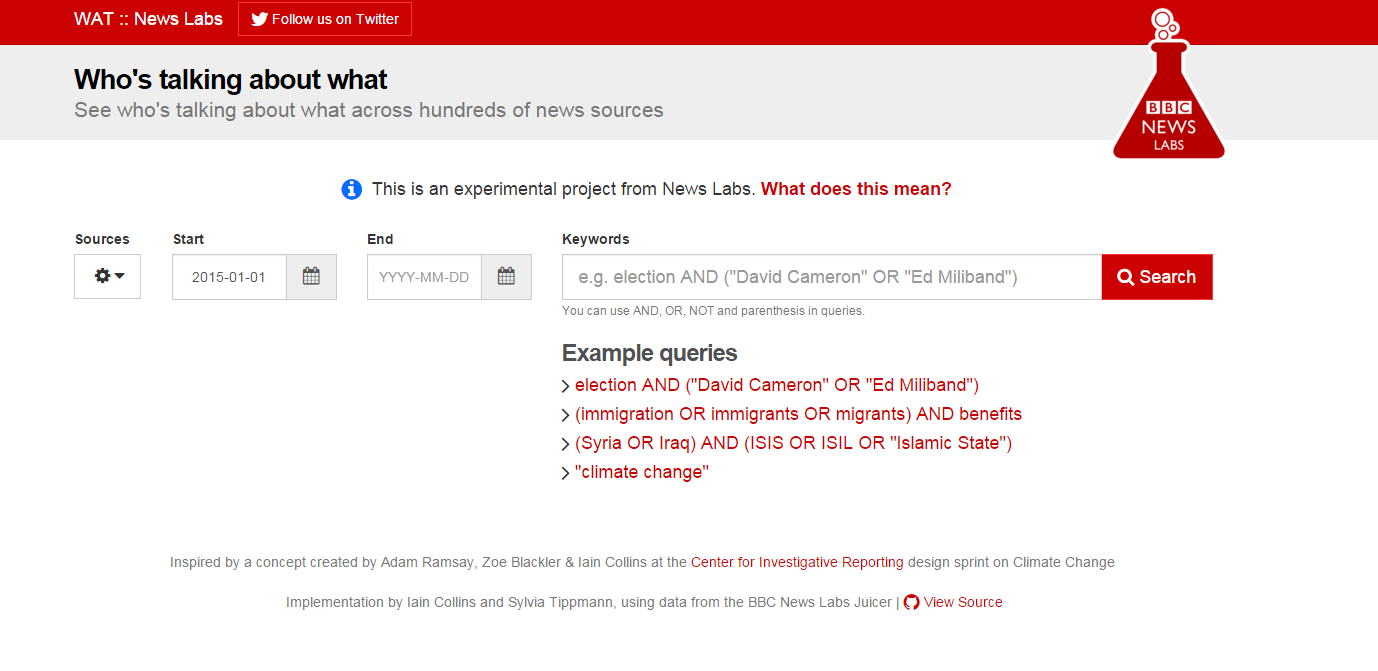 WAT :: News Labs
Follow us on Twitter
BBC
NEWS
LABS
Who's talking about what
See who's talking about what across hundreds of news sources
This is an experimental project from News Labs. What does this mean?
Sources
Start
End
Keywords
2015-01-01
YYYY-MM-DD
e.g. election AND ("David Cameron" OR "Ed Miliband")
Search
You can use AND, OR, NOT and parenthesis in queries.
Example queries
election AND ("David Cameron" OR "Ed Miliband")
(immigration OR immigrants OR migrants) AND benefits
(Syria OR Iraq) AND (ISIS OR ISIL OR "Islamic State")
"climate change"
Inspired by a concept created by Adam Ramsay, Zoe Blackler & Iain Collins at the Center for Investigative Reporting design sprint on Climate Change
Implementation by Iain Collins and Sylvia Tippmann, using data from the BBC News Labs Juicer | View Source